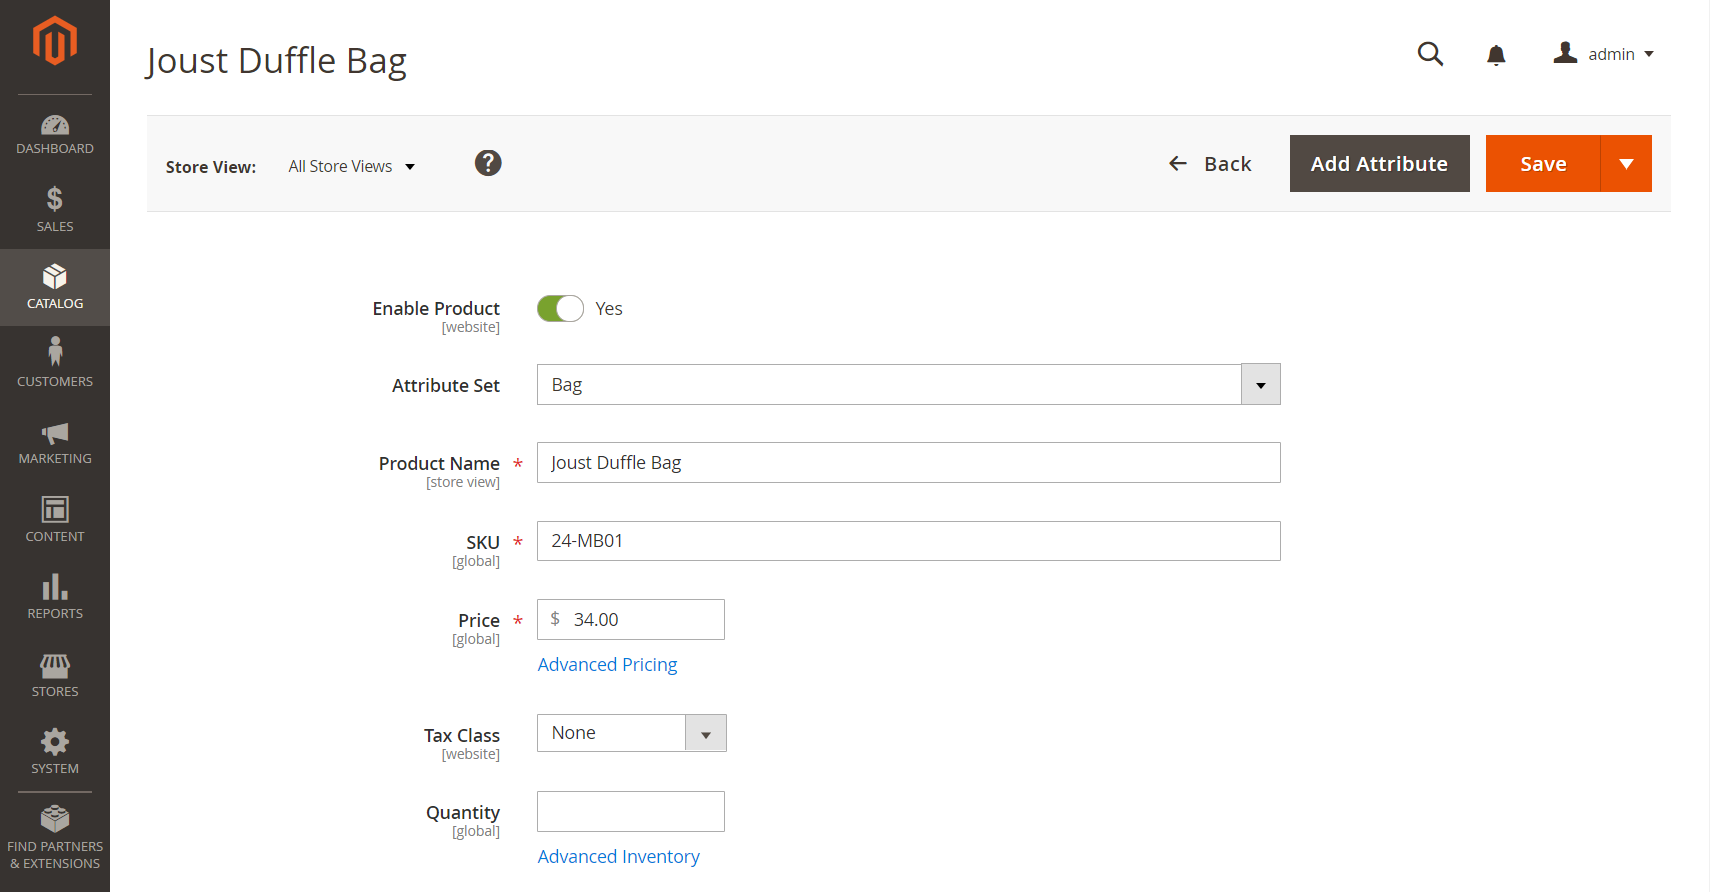 Joust Duffle Bag
admin
DASHBOARD
SALES
CATALOG
CUSTOMERS
MARKETING
CONTENT
REPORTS
STORES
SYSTEM
FIND PARTNERS
& EXTENSIONS
Store View: All Store Views ?
Back
Add Attribute
Save
Enable Product Yes
[website]
Attribute Set Bag
Product Name * Joust Duffle Bag
[store view]
SKU * 24-MB01
[global]
Price * $ 34.00
[global]
Advanced Pricing
Tax Class None
[website]
Quantity
[global]
Advanced Inventory